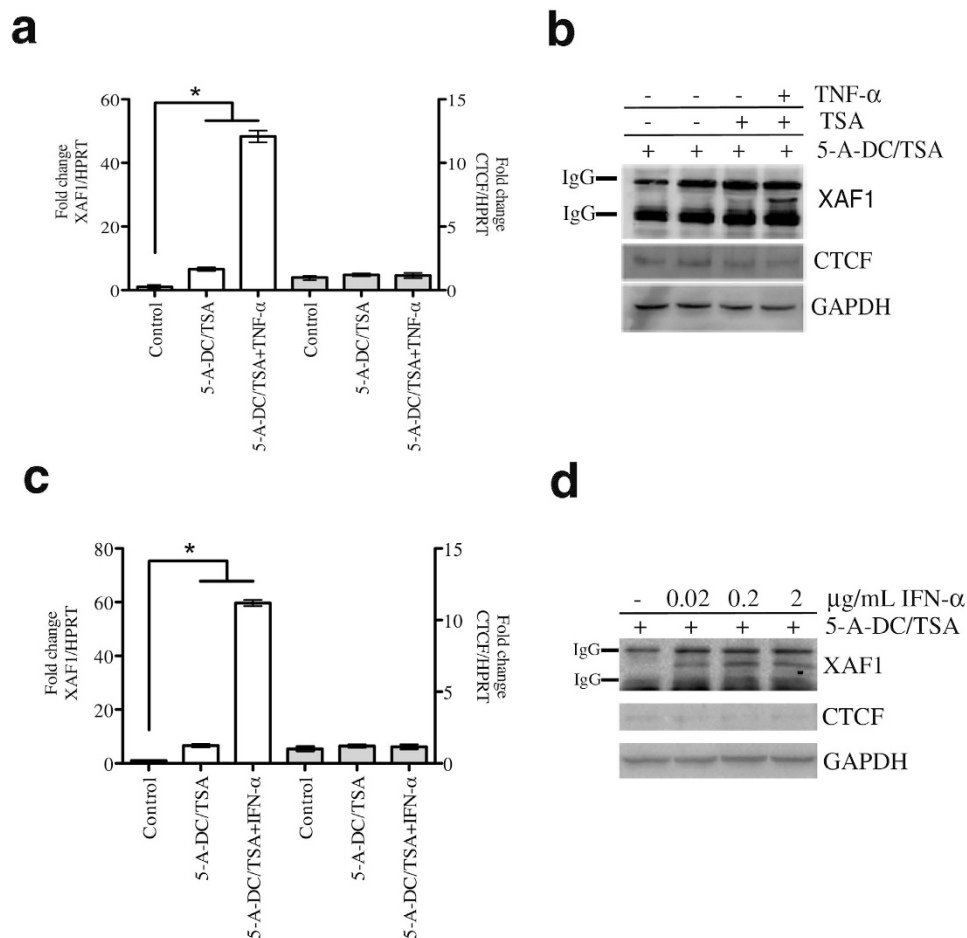 a
Fold change
XAF1/HPRT
60
40
20
0
15
10
5
0
Fold change
CTCF/HPRT
*
Control
5-A-DC/TSA
5-A-DC/TSA+TNF-α
Control
5-A-DC/TSA
5-A-DC/TSA+TNF-α
b
- - - + TNF-α
- - + + TSA
+ + + + 5-A-DC/TSA
IgG
IgG
XAF1
CTCF
GAPDH
c
Fold change
XAF1/HPRT
80
60
40
20
0
15
10
5
0
Fold change
CTCF/HPRT
*
Control
5-A-DC/TSA
5-A-DC/TSA+IFN-α
Control
5-A-DC/TSA
5-A-DC/TSA+IFN-α
d
- 0.02 0.2 2 µg/mL IFN-α
+ + + + 5-A-DC/TSA
IgG
IgG
XAF1
CTCF
GAPDH